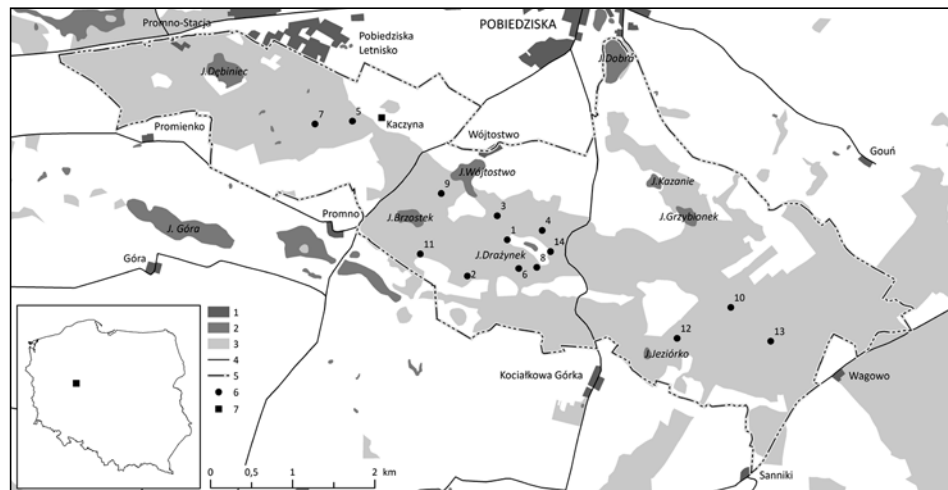 Promno-Stacja
POBIEDZISKA
Pobiedziska
Letnisko
J.Dębiniec
J.Dobra
7
5
Kaczyna
Promienko
Wójtostwo
Gouń
J.Wójtostwo
J.Kazanie
9
3
J.Brzostek
J.Grzybionek
Promno
4
J. Góra
1
14
11
J.Drążynek
Góra
2
6
8
10
12
13
J.Jeziórko
Kociałkowa Górka
Wagowo
Sanniki
1
2
3
4
5
6
7
0 0,5 1 2 km